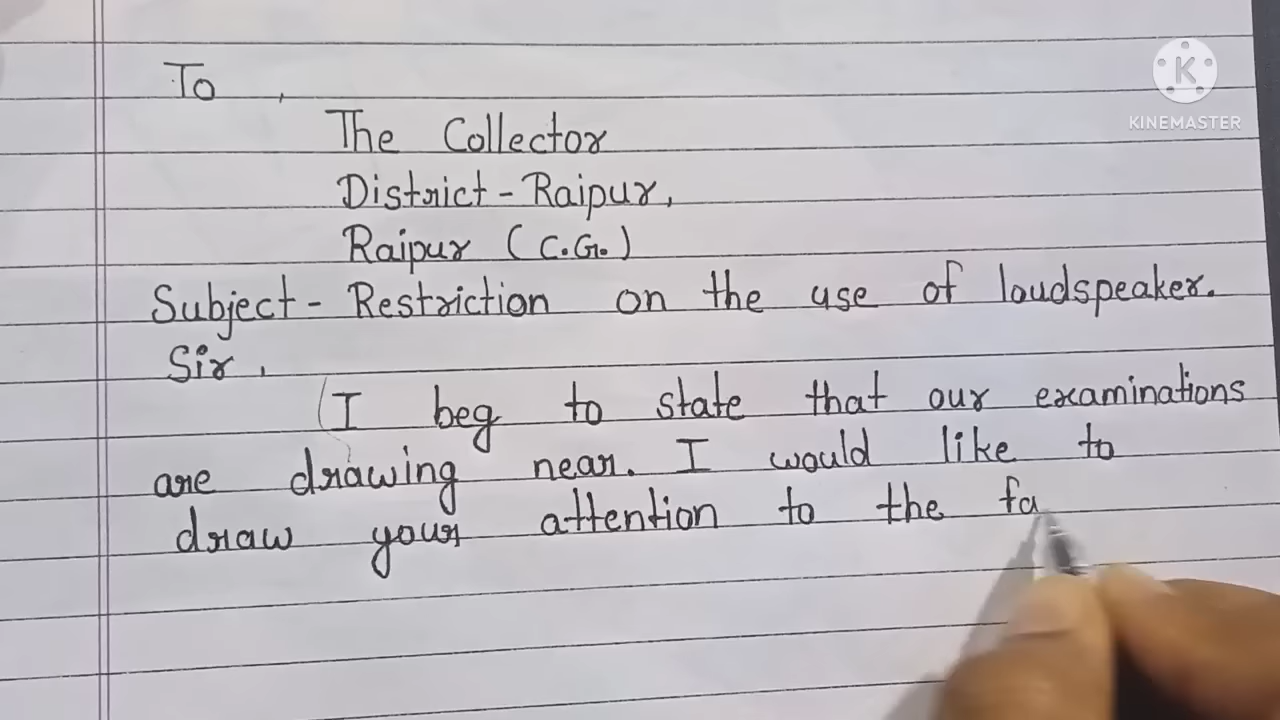 To ,
The Collector
District - Raipur,
Raipur (C.G.)
Subject - Restriction on the use of loudspeaker.
Sir,
I beg to state that our examinations
are drawing near. I would like to
draw your attention to the fa
K
KINEMASTER